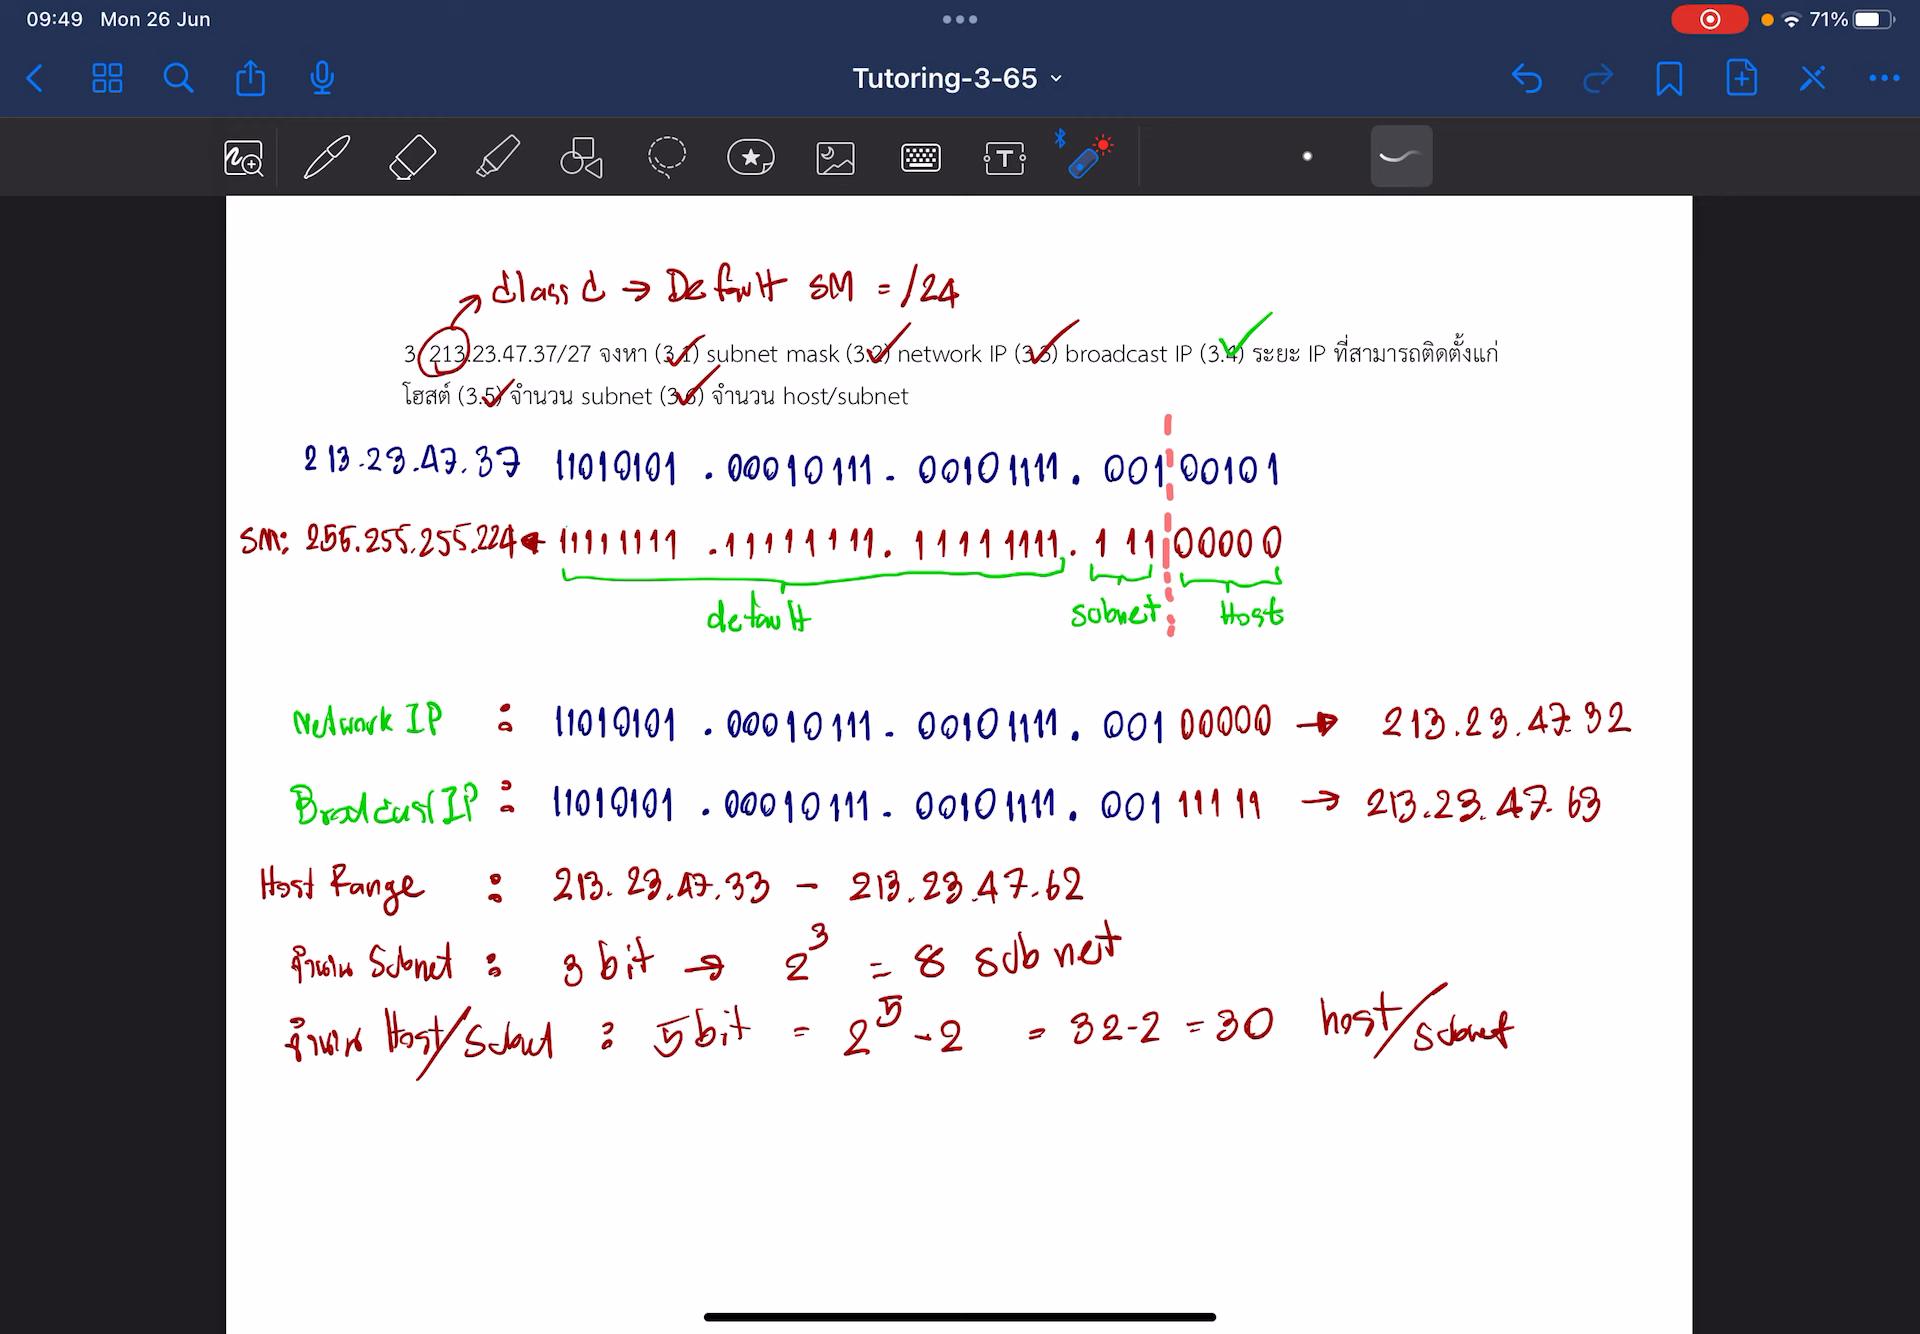 09:49 Mon 26 Jun 71%
Tutoring-3-65
T
Class C → Default SM = /24
3. 213.23.47.37/27 จงหา (3.1) subnet mask (3.2) network IP (3.3) broadcast IP (3.4) ระยะ IP ที่สามารถติดตั้งแก่
โฮสต์ (3.5) จำนวน subnet (3.6) จำนวน host/subnet
213.23.47.37 11010101 . 00010111 . 00101111 . 001 00101
SM: 255.255.255.224 ← 11111111 . 11111111 . 11111111 . 111 00000
default subnet Hosts
Network IP : 11010101 . 00010111 . 00101111 . 001 00000 → 213.23.47.32
Broadcast IP : 11010101 . 00010111 . 00101111 . 001 11111 → 213.23.47.63
Host Range : 213.23.47.33 - 213.23.47.62
จำนวน Subnet : 3 bit → 2³ = 8 subnet
จำนวน Host/Subnet : 5 bit = 2⁵ - 2 = 32-2 = 30 host/subnet